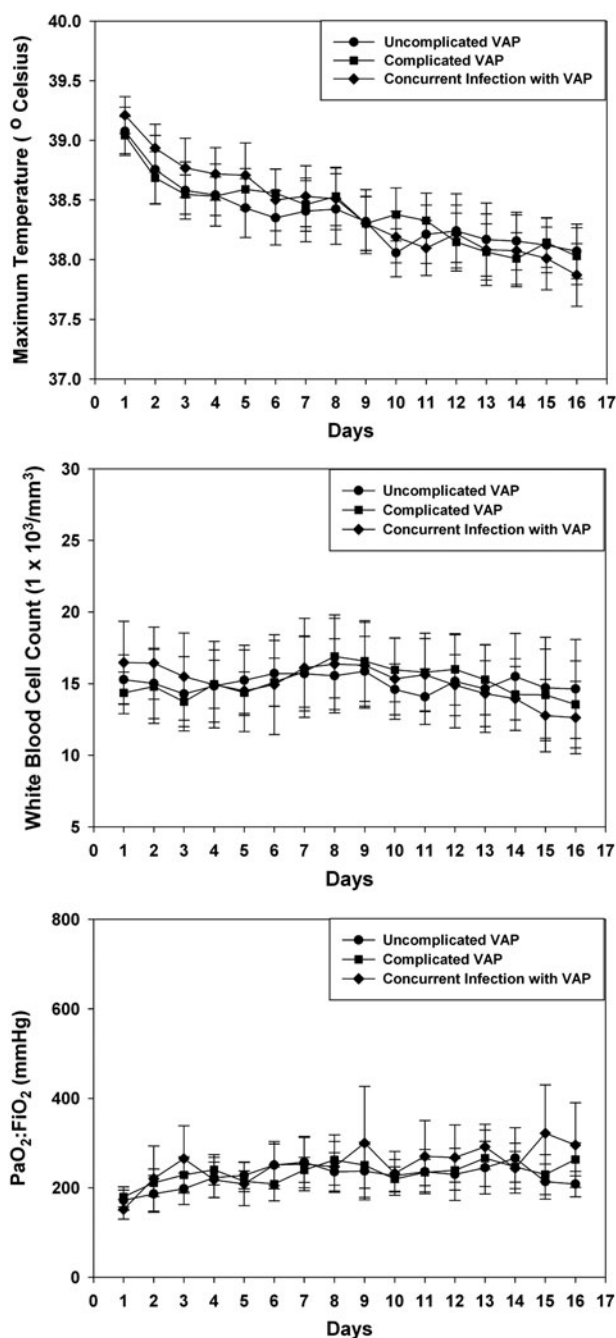 40.0
39.5
39.0
38.5
38.0
37.5
37.0
Maximum Temperature ( º Celsius)
Uncomplicated VAP
Complicated VAP
Concurrent Infection with VAP
0 1 2 3 4 5 6 7 8 9 10 11 12 13 14 15 16 17
Days
30
25
20
15
10
5
White Blood Cell Count (1 x 10³/mm³)
Uncomplicated VAP
Complicated VAP
Concurrent Infection with VAP
0 1 2 3 4 5 6 7 8 9 10 11 12 13 14 15 16 17
Days
800
600
400
200
0
PaO₂:FiO₂ (mmHg)
Uncomplicated VAP
Complicated VAP
Concurrent Infection with VAP
0 1 2 3 4 5 6 7 8 9 10 11 12 13 14 15 16 17
Days